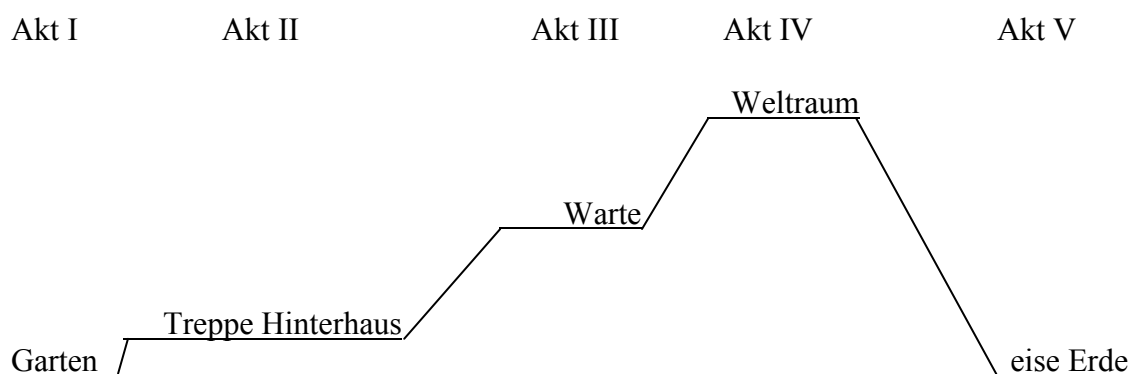 Akt I Akt II Akt III Akt IV Akt V
Weltraum
Warte
Treppe Hinterhaus
Garten eise Erde